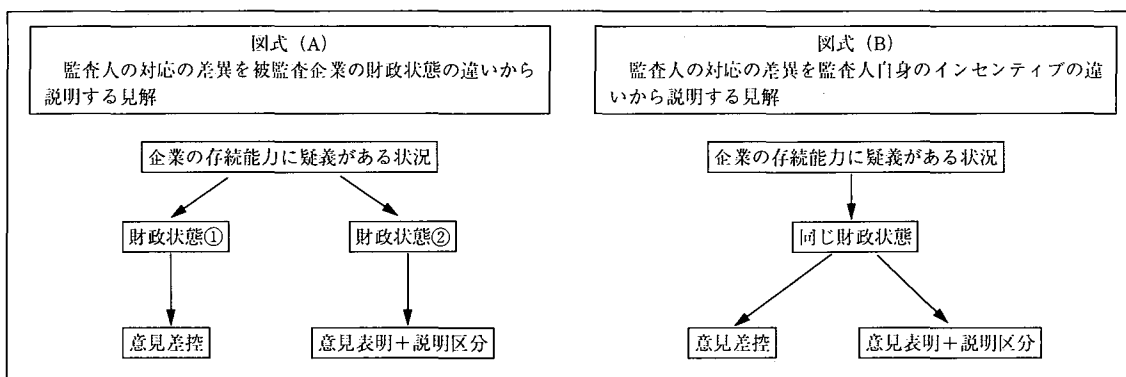 図式（A）
監査人の対応の差異を被監査企業の財政状態の違いから
説明する見解
企業の存続能力に疑義がある状況
財政状態①
財政状態②
意見差控
意見表明＋説明区分
図式（B）
監査人の対応の差異を監査人自身のインセンティブの違
いから説明する見解
企業の存続能力に疑義がある状況
同じ財政状態
意見差控
意見表明＋説明区分